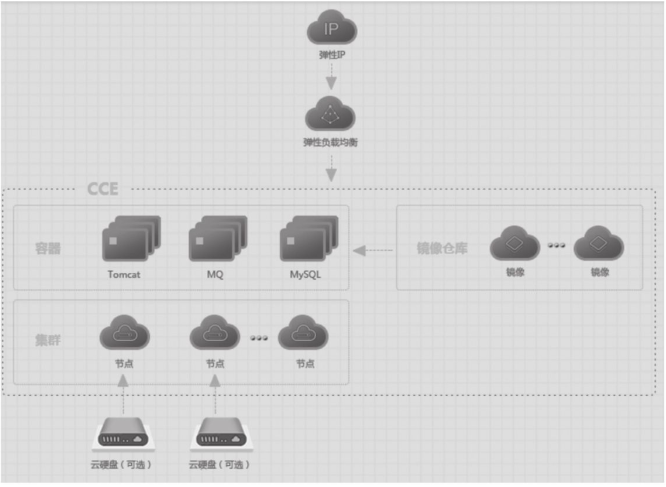 IP
弹性IP
弹性负载均衡
CCE
容器
Tomcat
MQ
MySQL
镜像仓库
镜像
镜像
集群
节点
节点
节点
云硬盘（可选）
云硬盘（可选）